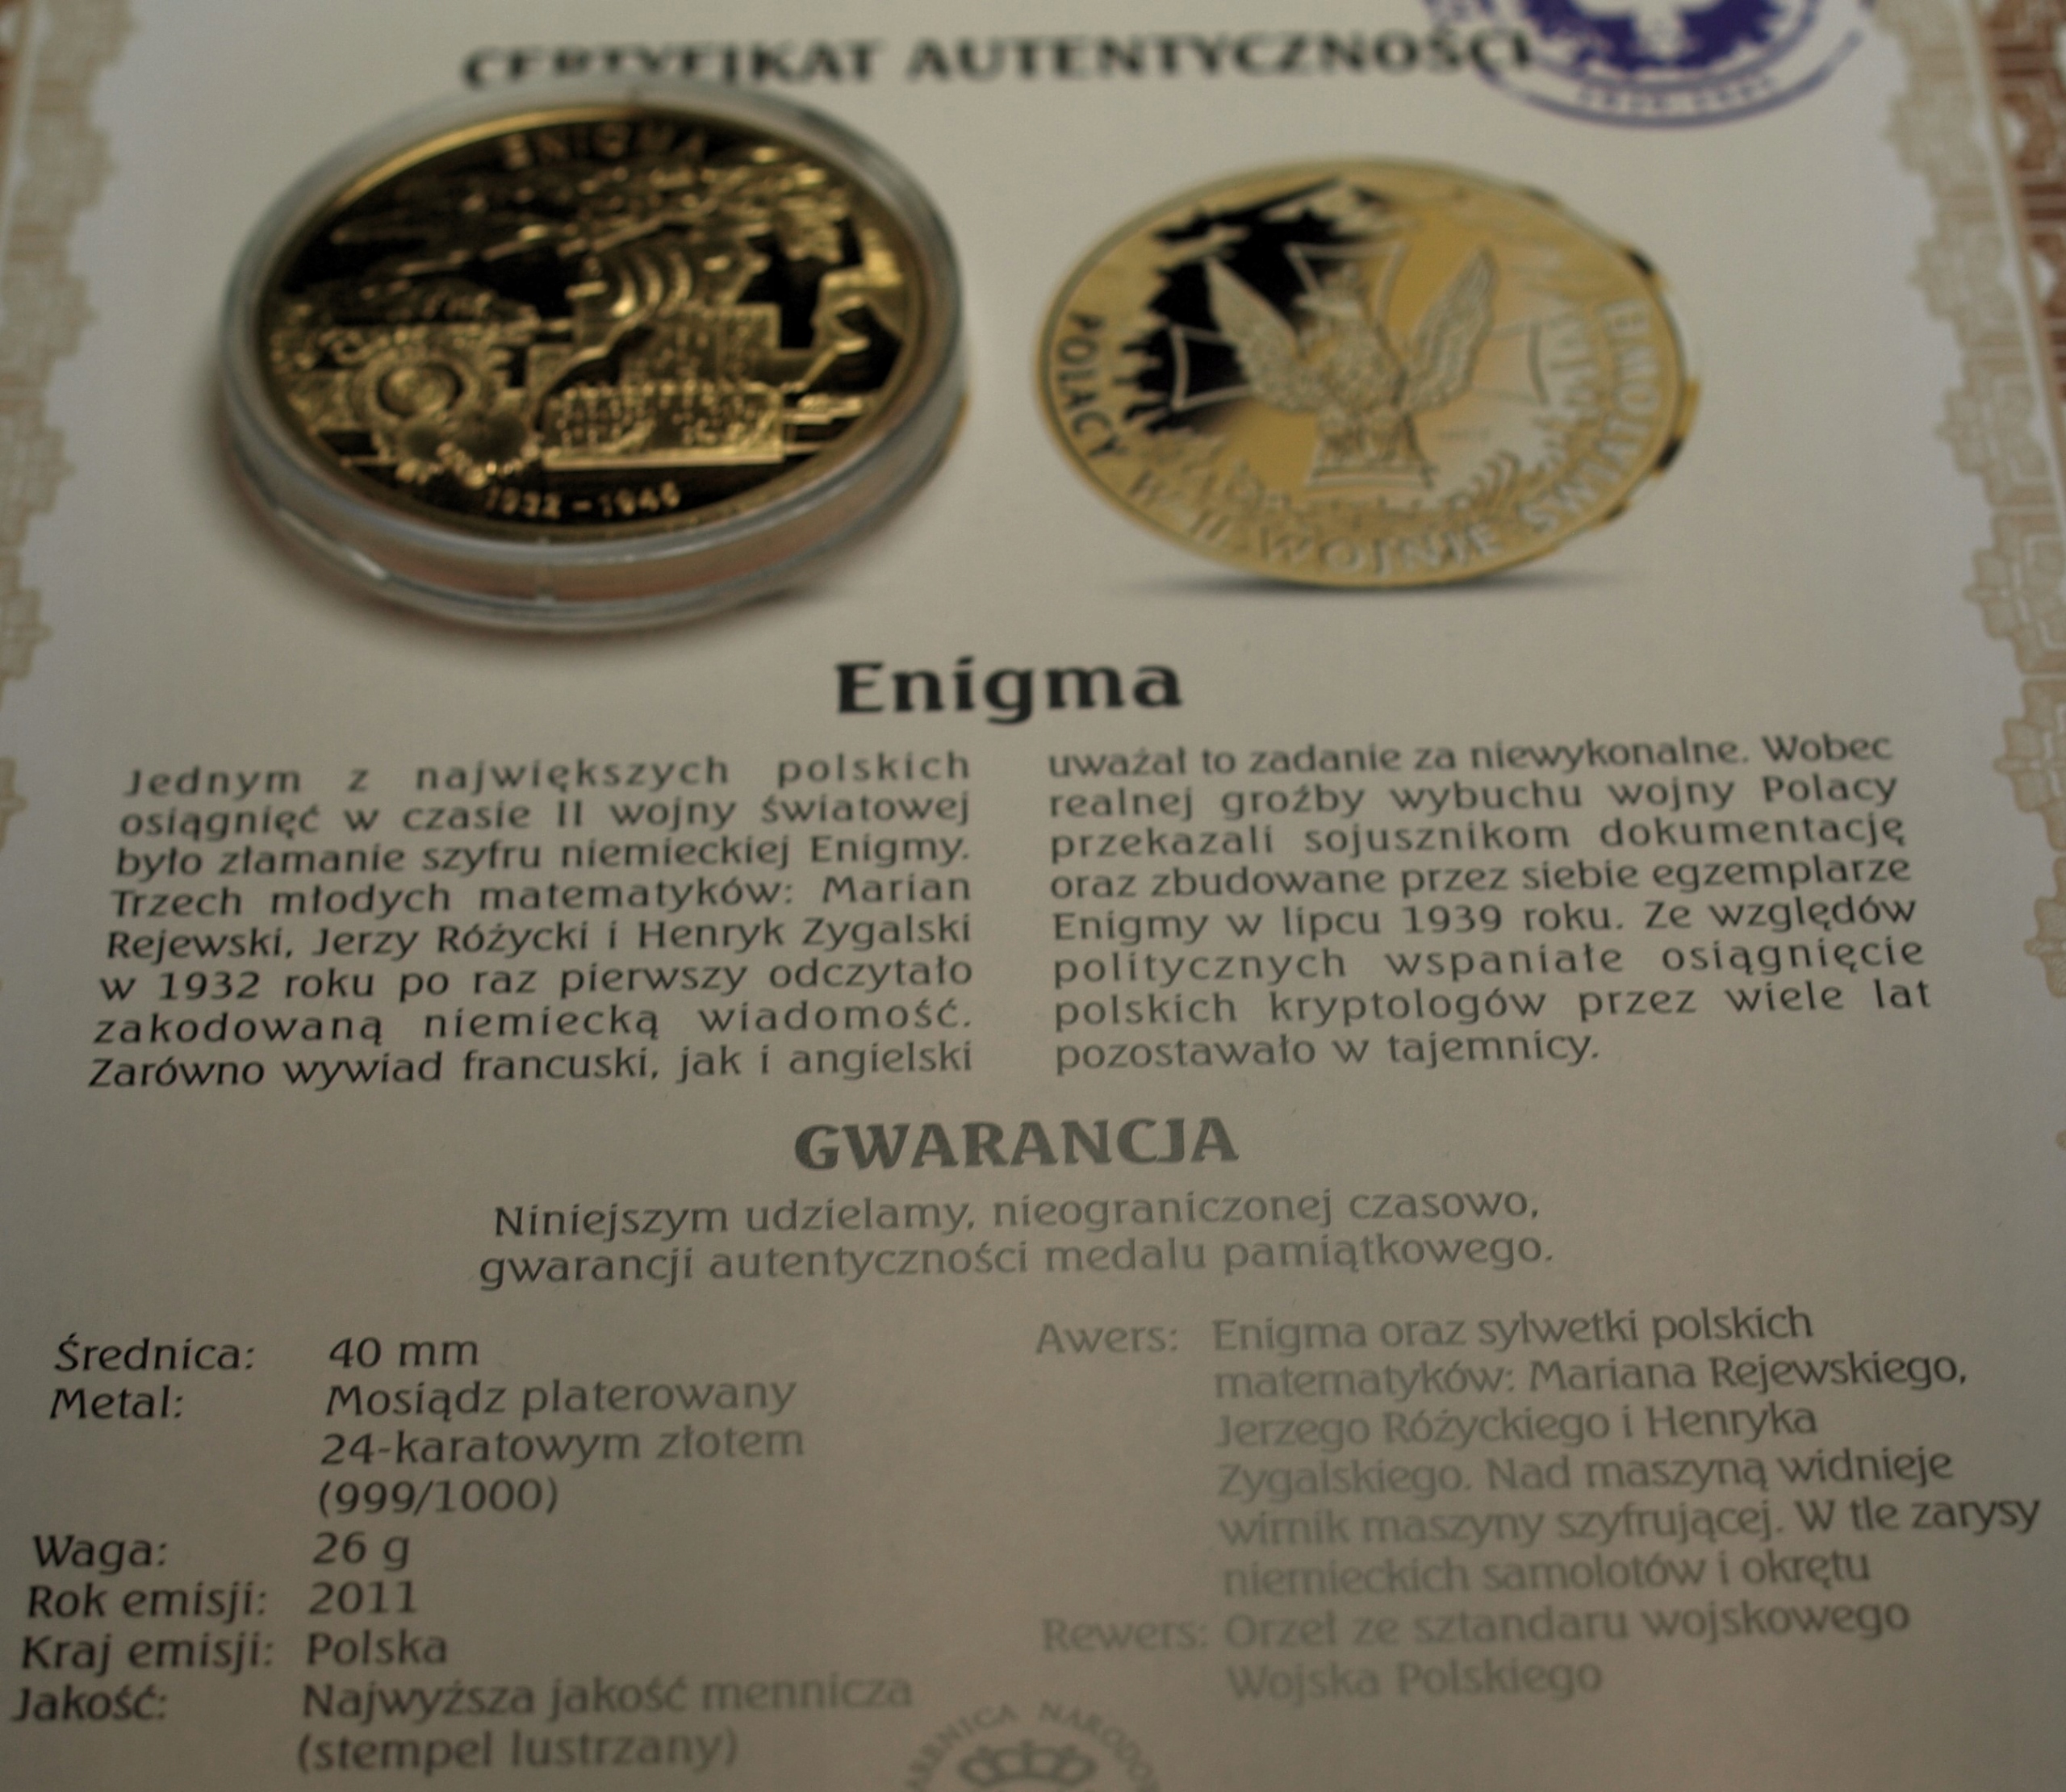 CERTYFIKAT AUTENTYCZNOŚCI
ENIGMA
1932 - 1946
POLACY W II WOJNIE ŚWIATOWEJ
Enigma
Jednym z największych polskich
osiągnięć w czasie II wojny światowej
było złamanie szyfru niemieckiej Enigmy.
Trzech młodych matematyków: Marian
Rejewski, Jerzy Różycki i Henryk Zygalski
w 1932 roku po raz pierwszy odczytało
zakodowaną niemiecką wiadomość.
Zarówno wywiad francuski, jak i angielski
uważał to zadanie za niewykonalne. Wobec
realnej groźby wybuchu wojny Polacy
przekazali sojusznikom dokumentację
oraz zbudowane przez siebie egzemplarze
Enigmy w lipcu 1939 roku. Ze względów
politycznych wspaniałe osiągnięcie
polskich kryptologów przez wiele lat
pozostawało w tajemnicy.
GWARANCJA
Niniejszym udzielamy, nieograniczonej czasowo,
gwarancji autentyczności medalu pamiątkowego.
Średnica: 40 mm
Metal: Mosiądz platerowany
24-karatowym złotem
(999/1000)
Waga: 26 g
Rok emisji: 2011
Kraj emisji: Polska
Jakość: Najwyższa jakość mennicza
(stempel lustrzany)
Awers: Enigma oraz sylwetki polskich
matematyków: Mariana Rejewskiego,
Jerzego Różyckiego i Henryka
Zygalskiego. Nad maszyną widnieje
wirnik maszyny szyfrującej. W tle zarysy
niemieckich samolotów i okrętu
Rewers: Orzeł ze sztandaru wojskowego
Wojska Polskiego